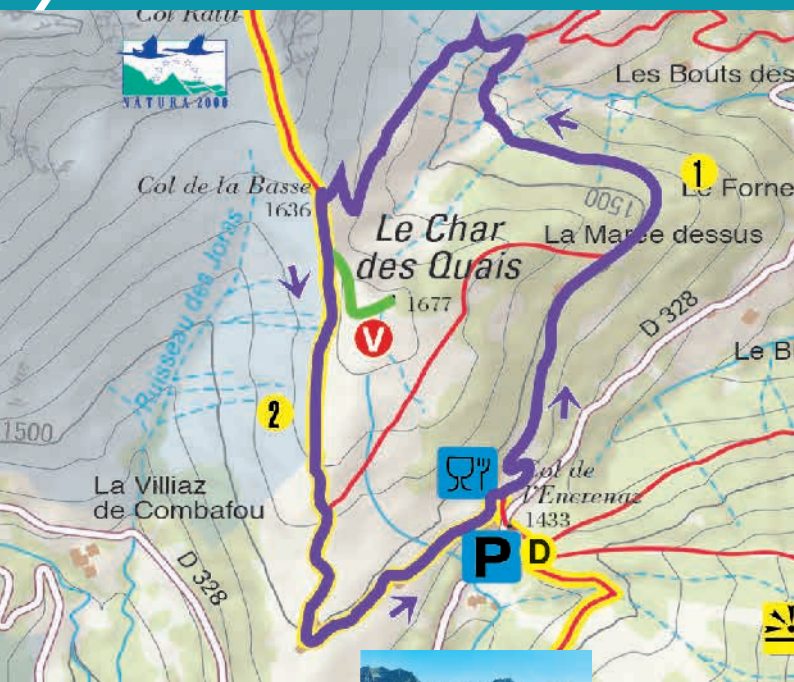 Col Ratti
NATURA 2000
Les Bouts des
Col de la Basse
1636
1
Le Forne
1500
Le Char
des Quais
La Marée dessus
Ruisseau des Joras
1677
V
D 328
Le B
2
1500
La Villiaz
de Combafou
Col de
l'Encrenaz
1433
P
D
D 328